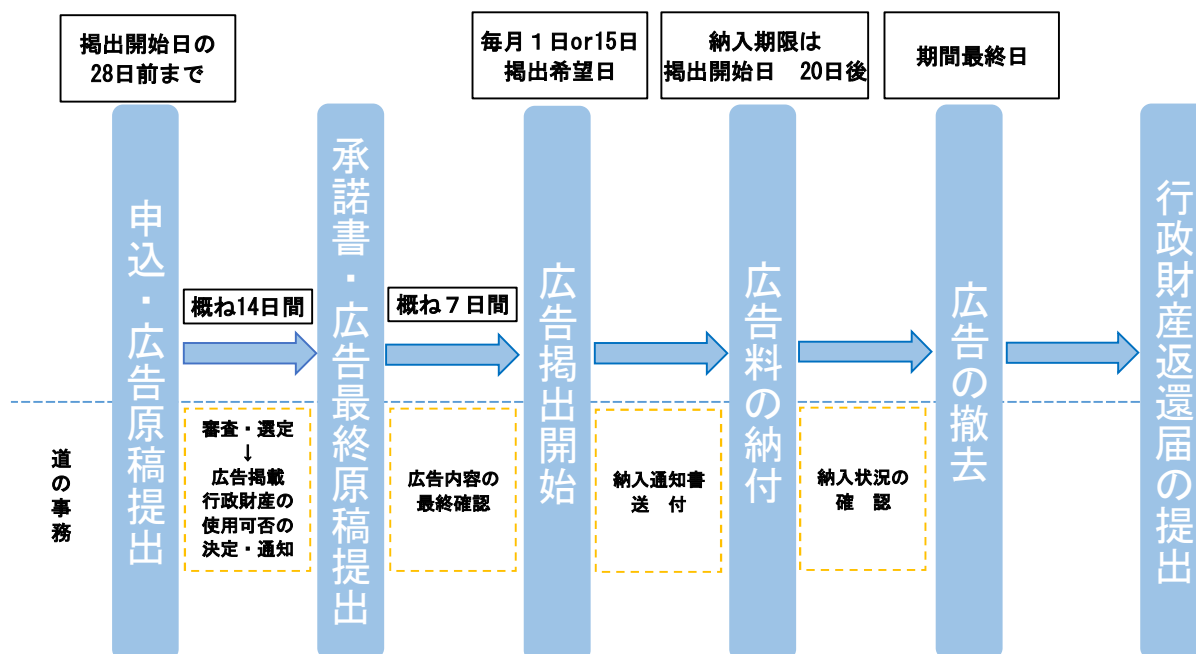 掲出開始日の
28日前まで
毎月１日or15日
掲出希望日
納入期限は
掲出開始日　20日後
期間最終日
申込・広告原稿提出
概ね14日間
承諾書・広告最終原稿提出
概ね７日間
広告掲出開始
広告料の納付
広告の撤去
行政財産返還届の提出
道の事務
審査・選定
↓
広告掲載
行政財産の
使用可否の
決定・通知
広告内容の
最終確認
納入通知書
送　付
納入状況の
確　認